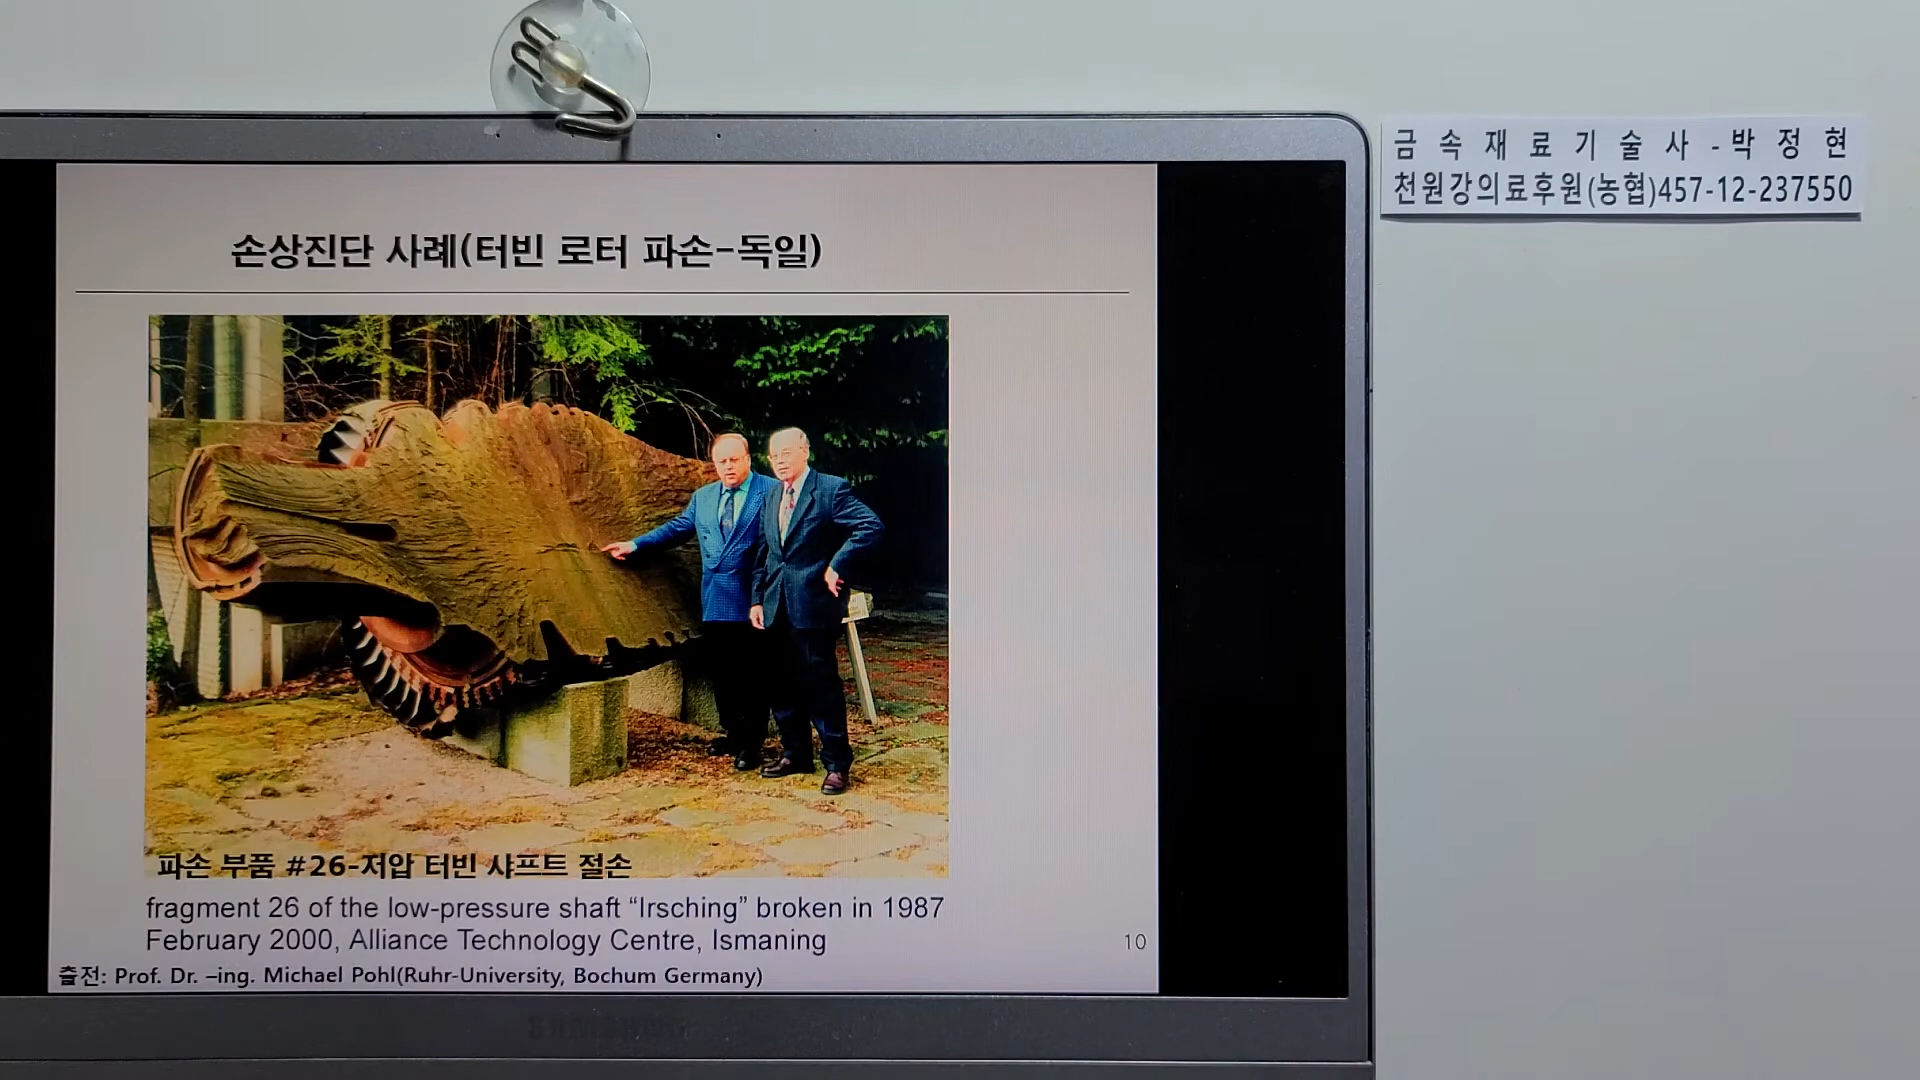 금속재료기술사-박정현
천원강의료후원(농협)457-12-237550
손상진단 사례(터빈 로터 파손-독일)
파손 부품 #26-저압 터빈 샤프트 절손
fragment 26 of the low-pressure shaft “Irsching” broken in 1987
February 2000, Alliance Technology Centre, Ismaning
10
출전: Prof. Dr. –ing. Michael Pohl(Ruhr-University, Bochum Germany)
SAMSUNG